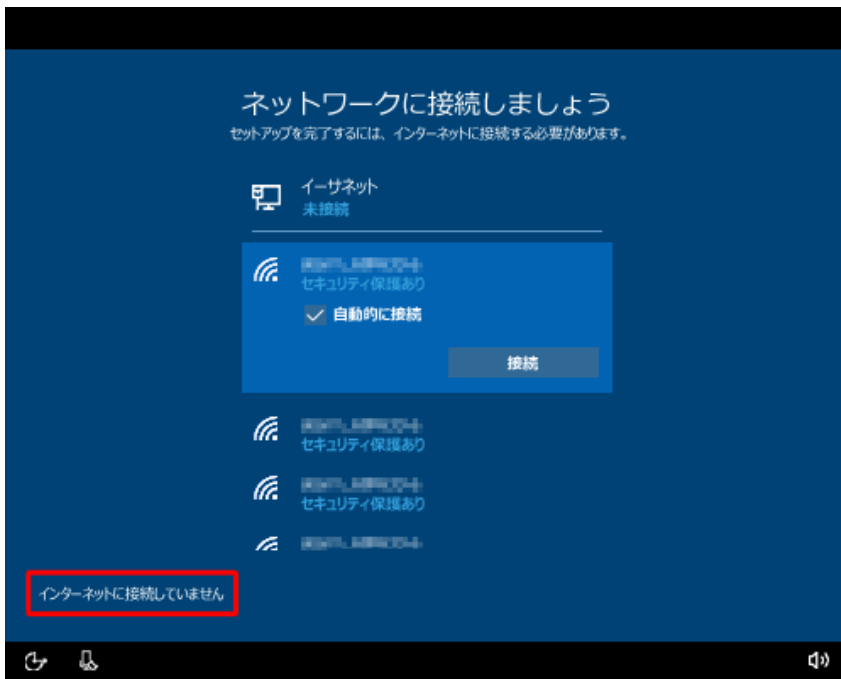 ネットワークに接続しましょう
セットアップを完了するには、インターネットに接続する必要があります。
イーサネット
未接続
セキュリティ保護あり
自動的に接続
接続
セキュリティ保護あり
セキュリティ保護あり
インターネットに接続していません